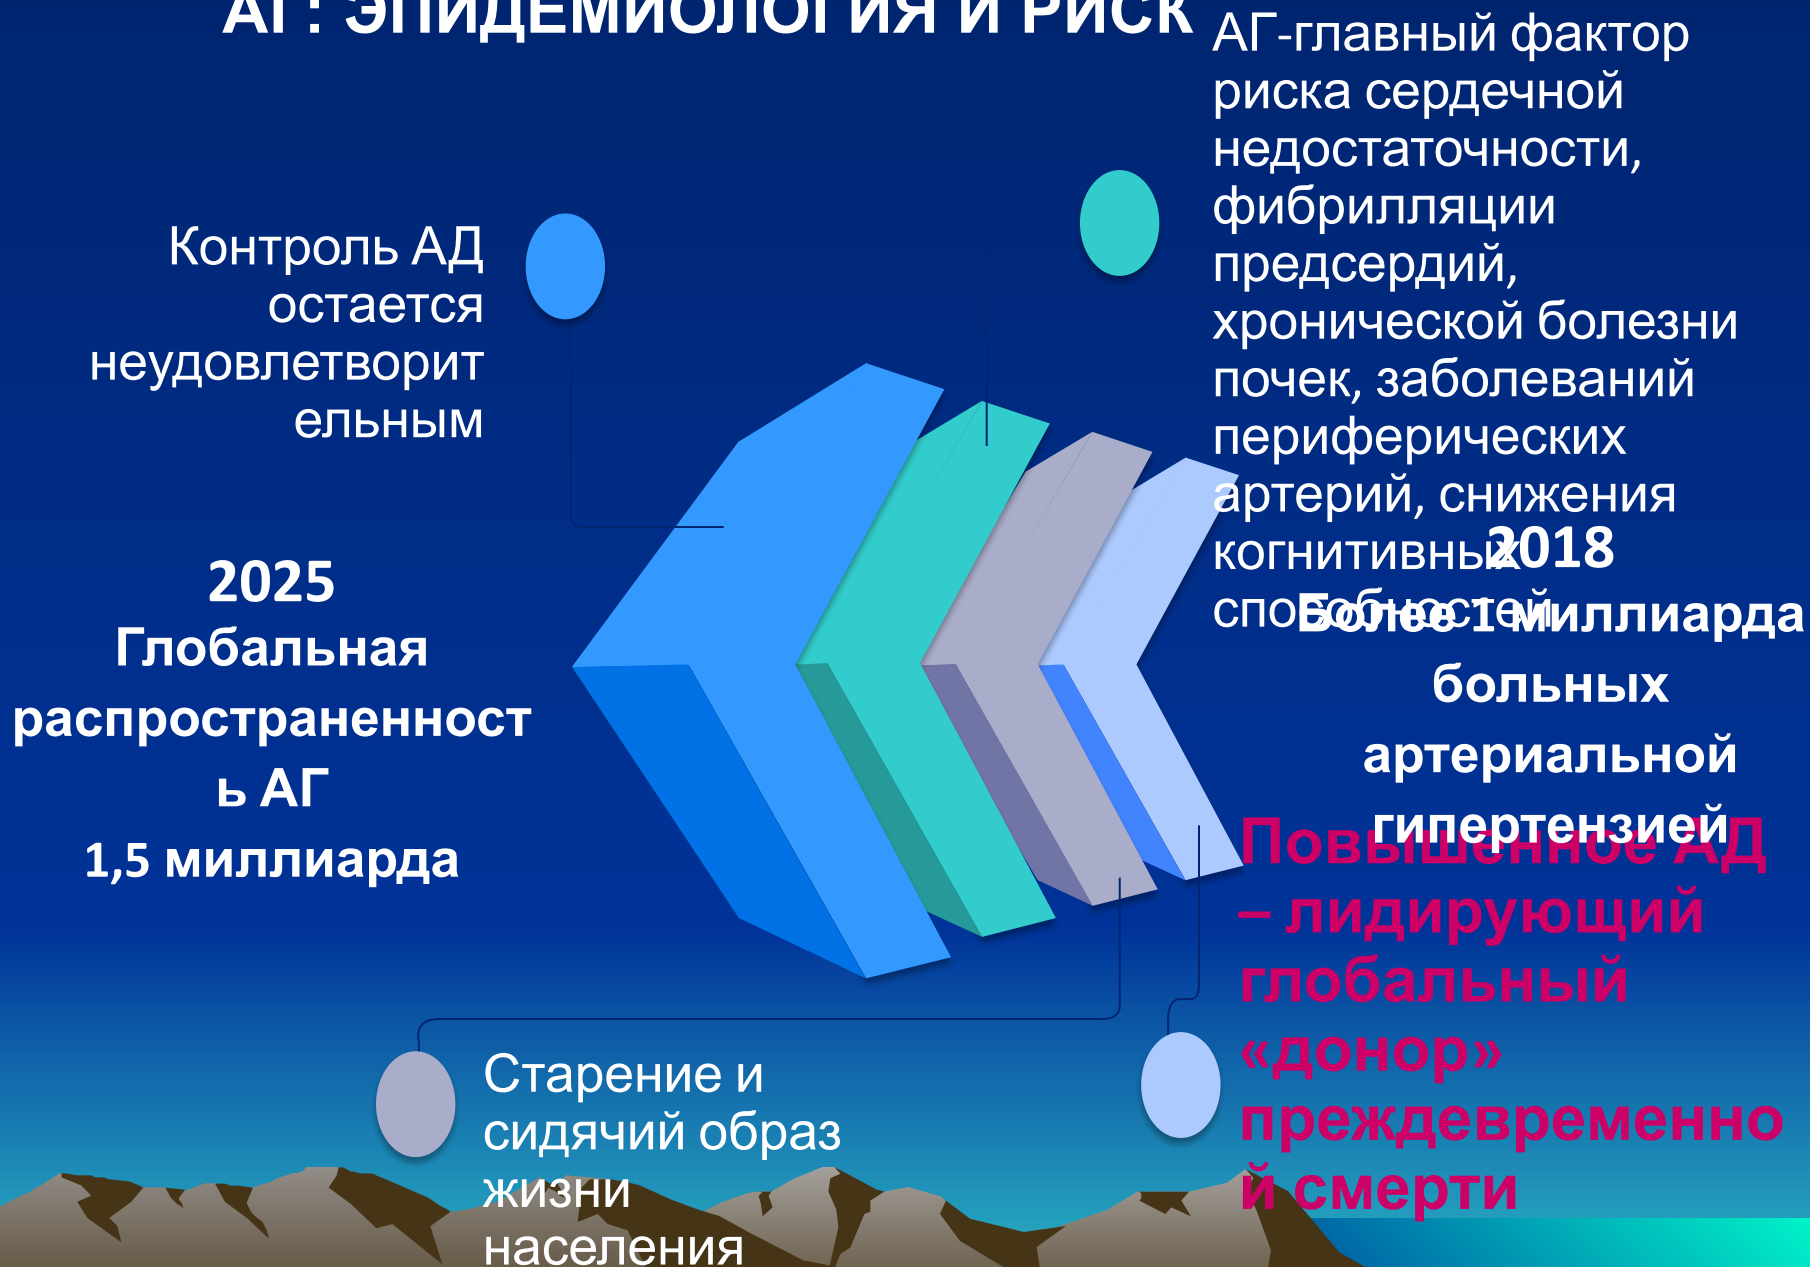 АГ: ЭПИДЕМИОЛОГИЯ И РИСК
АГ-главный фактор
риска сердечной
недостаточности,
фибрилляции
предсердий,
хронической болезни
почек, заболеваний
периферических
артерий, снижения
когнитивных
способностей
Контроль АД
остается
неудовлетворит
ельным
2025
Глобальная
распространенност
ь АГ
1,5 миллиарда
2018
Более 1 миллиарда
больных
артериальной
гипертензией
Повышенное АД
– лидирующий
глобальный
«донор»
преждевременно
й смерти
Старение и
сидячий образ
жизни
населения